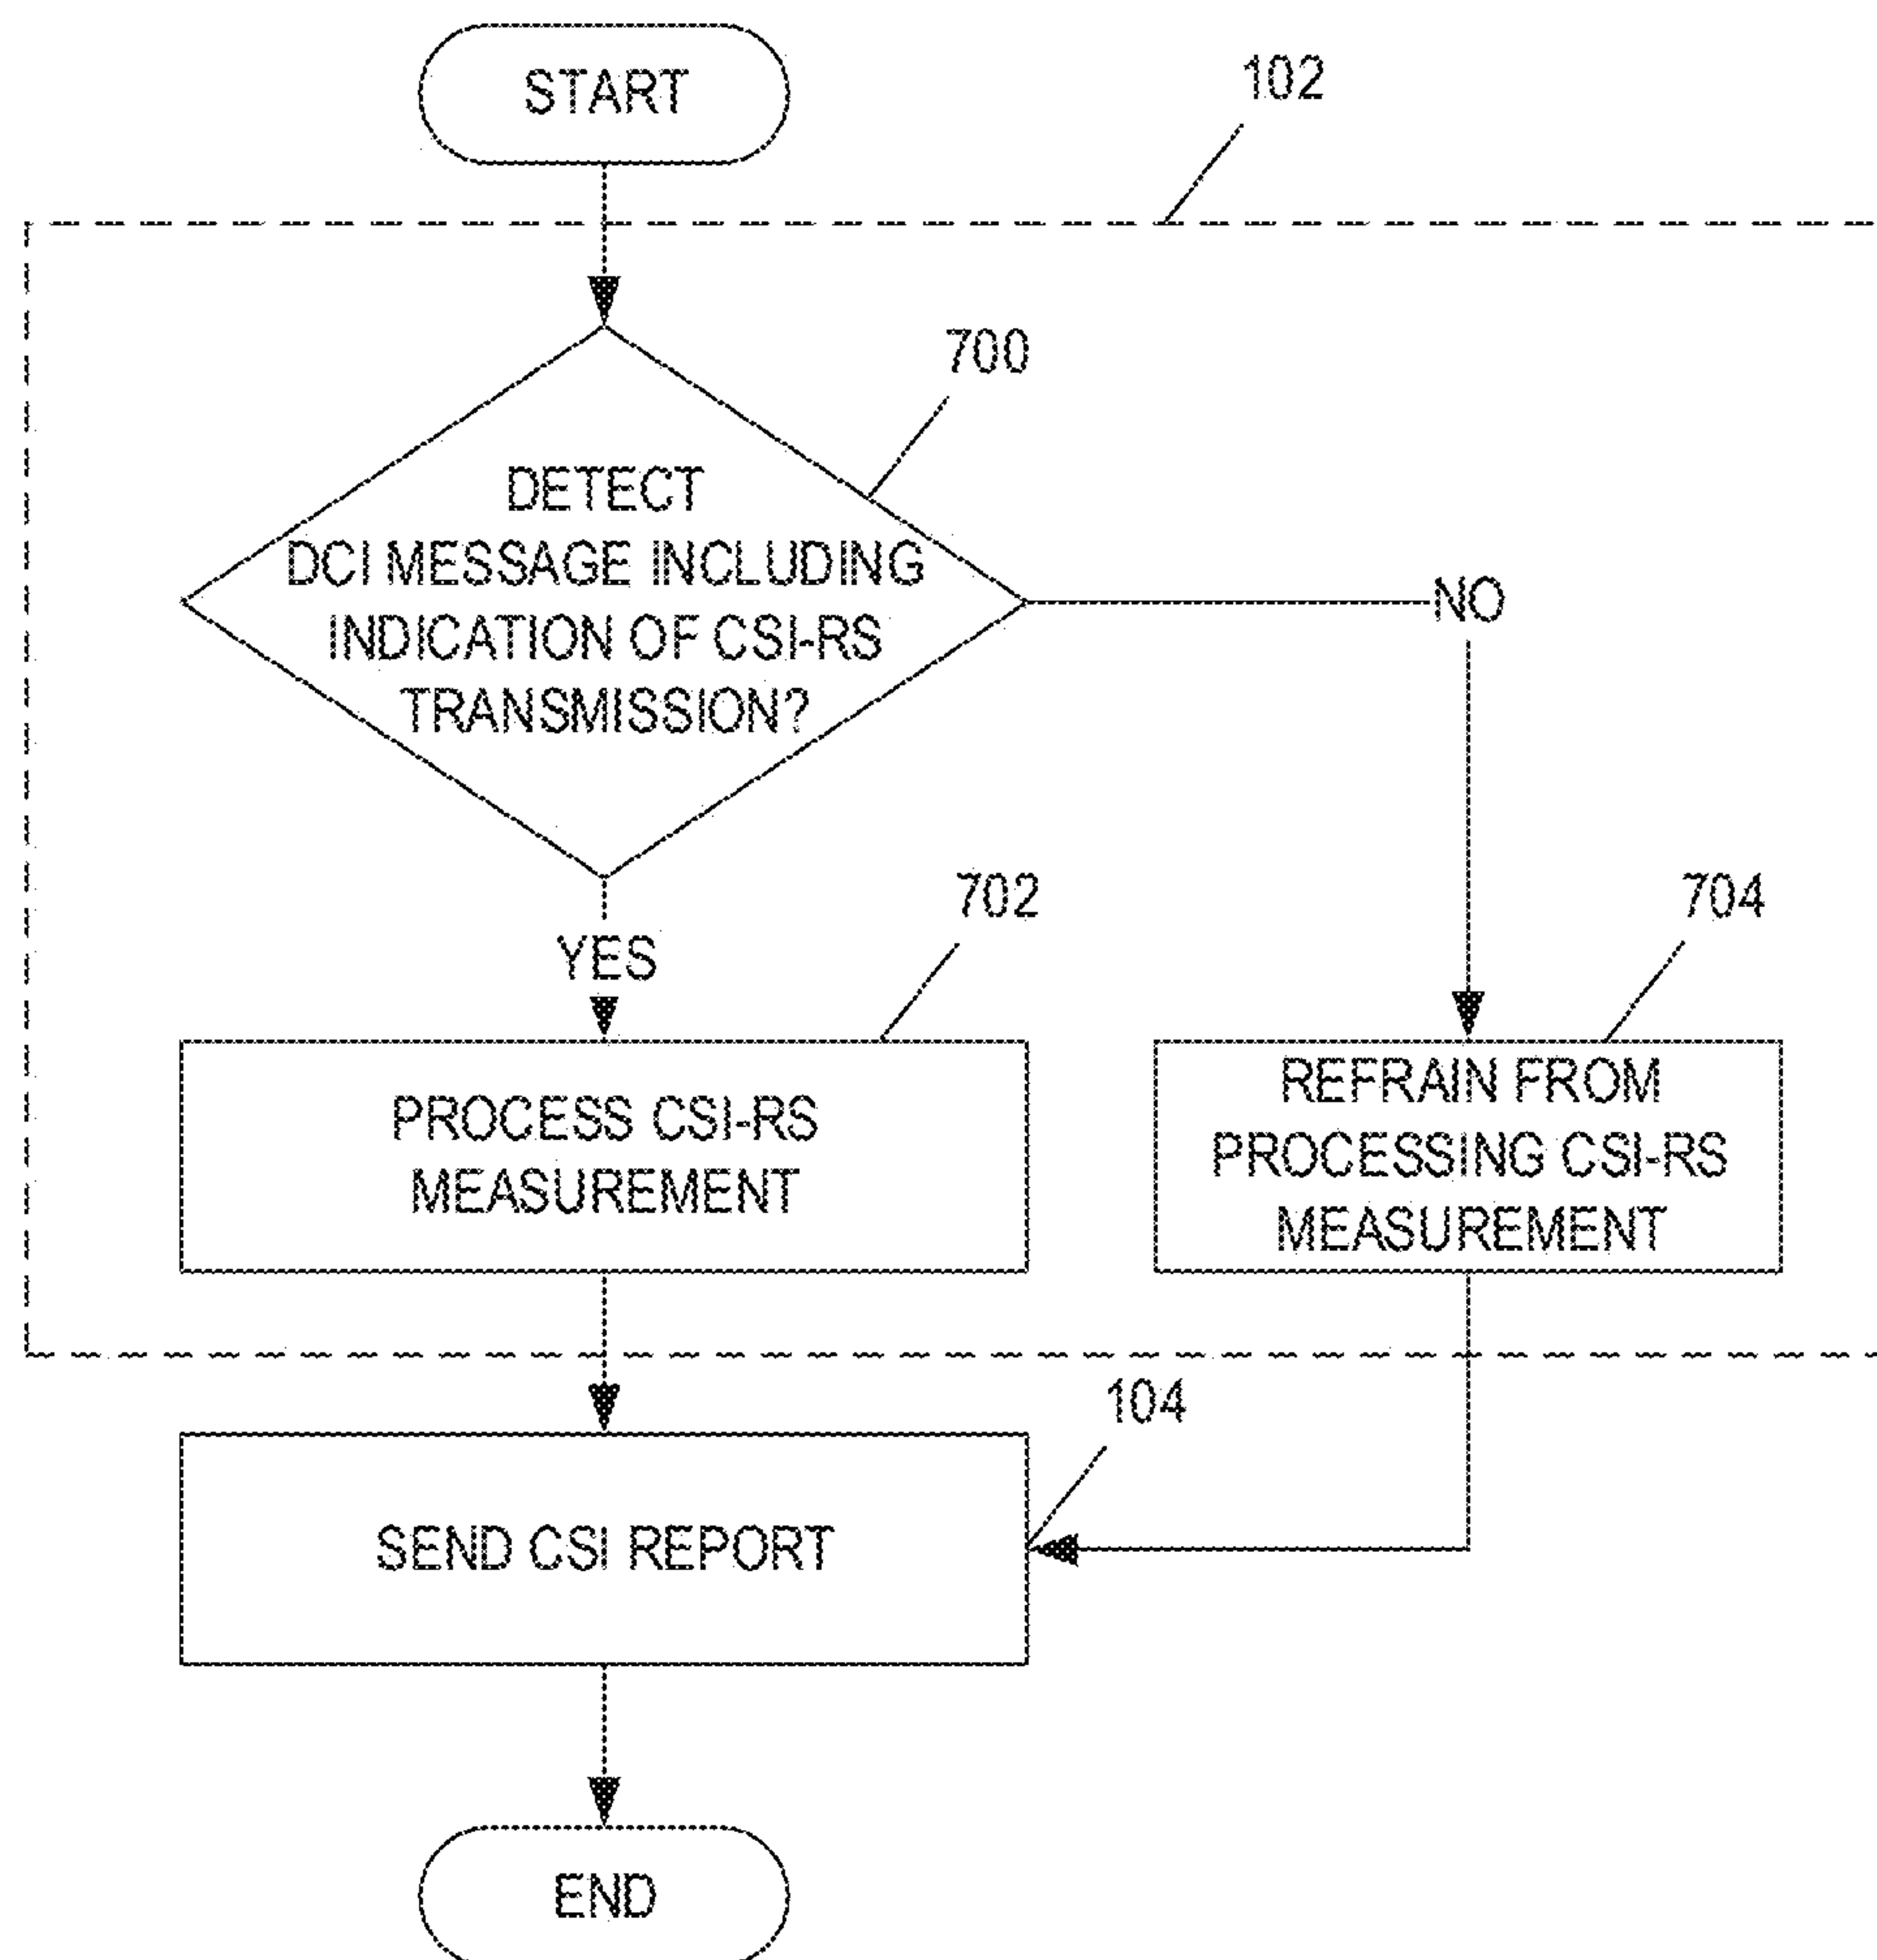 START
102
700
DETECT
DCI MESSAGE INCLUDING
INDICATION OF CSI-RS
TRANSMISSION?
NO
YES
702
704
PROCESS CSI-RS
MEASUREMENT
REFRAIN FROM
PROCESSING CSI-RS
MEASUREMENT
104
SEND CSI REPORT
END